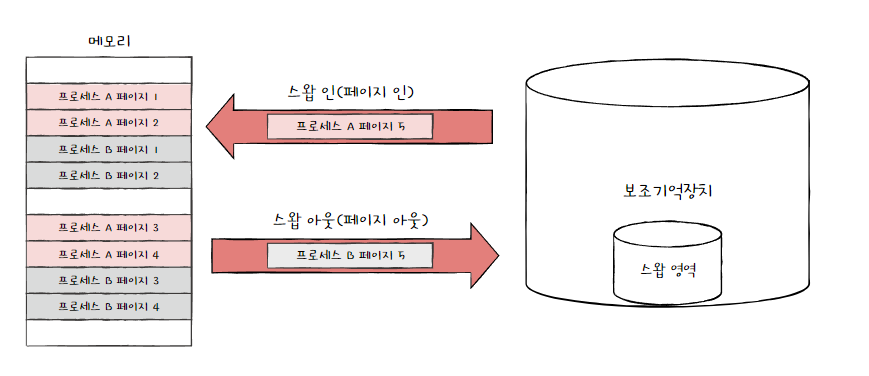 메모리
프로세스 A 페이지 1
프로세스 A 페이지 2
프로세스 B 페이지 1
프로세스 B 페이지 2
프로세스 A 페이지 3
프로세스 A 페이지 4
프로세스 B 페이지 3
프로세스 B 페이지 4
스왑 인(페이지 인)
프로세스 A 페이지 5
스왑 아웃(페이지 아웃)
프로세스 B 페이지 5
보조기억장치
스왑 영역